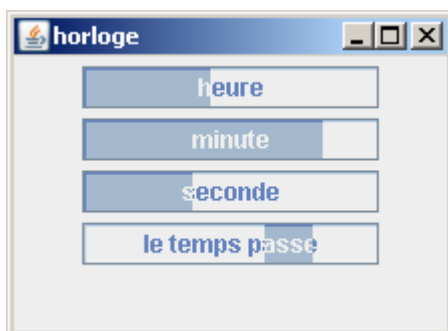 horloge
heure
minute
seconde
le temps passe